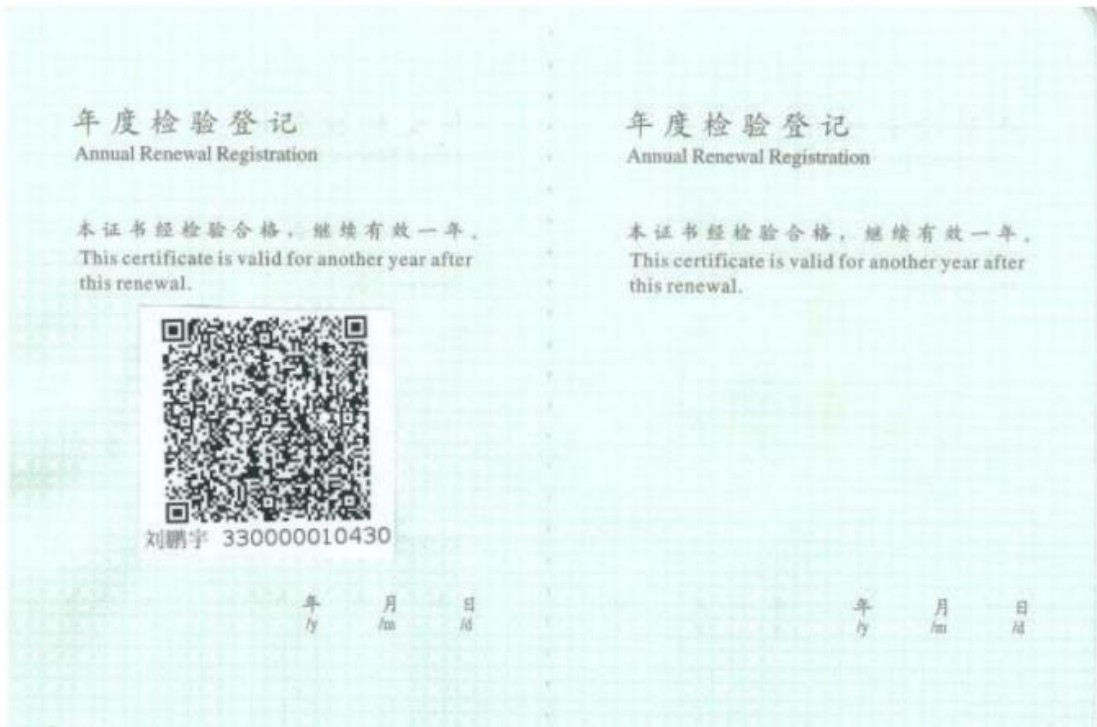 年度检验登记
Annual Renewal Registration
本证书经检验合格，继续有效一年。
This certificate is valid for another year after
this renewal.
刘鹏宇 330000010430
年 月 日
/y /m /d
年度检验登记
Annual Renewal Registration
本证书经检验合格，继续有效一年。
This certificate is valid for another year after
this renewal.
年 月 日
/y /m /d